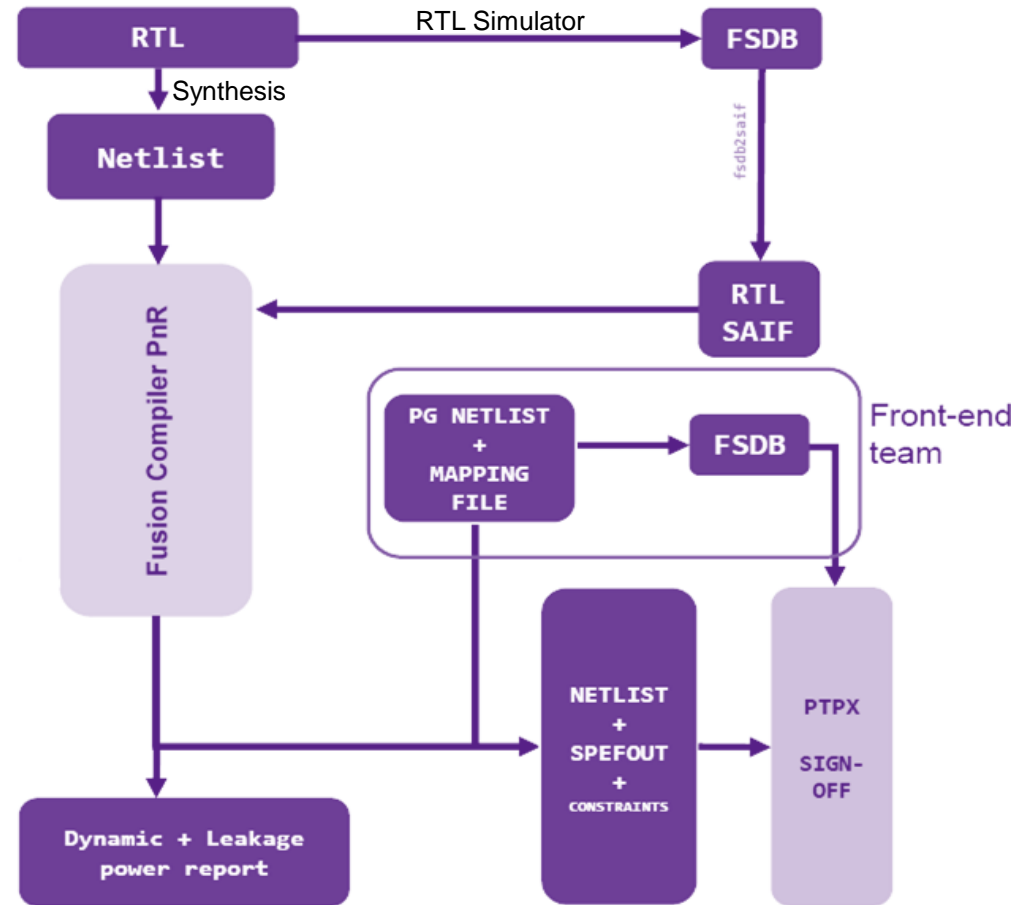 RTL
RTL Simulator
FSDB
Synthesis
fsdb2saif
Netlist
RTL
SAIF
Fusion Compiler PnR
PG NETLIST
+
MAPPING
FILE
FSDB
Front-end
team
NETLIST
+
SPEFOUT
+
CONSTRAINTS
PTPX
SIGN-
OFF
Dynamic + Leakage
power report